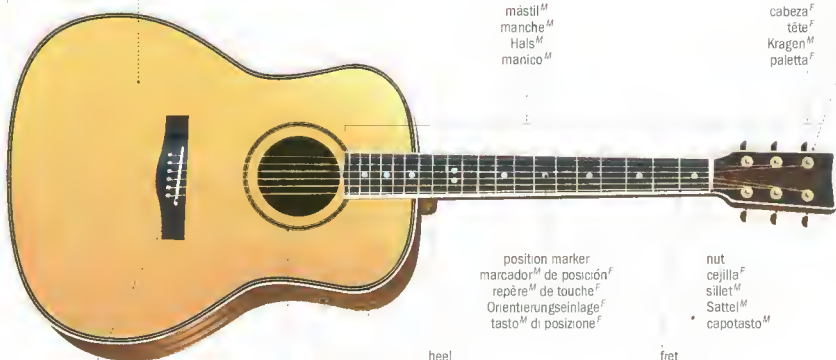 mástil^M
manche^M
Hals^M
manico^M
cabeza^F
tête^F
Kragen^M
paletta^F
position marker
marcador^M de posición^F
repère^M de touche^F
Orientierungseinlage^F
tasto^M di posizione^F
nut
cejilla^F
sillet^M
Sattel^M
capotasto^M
heel
fret